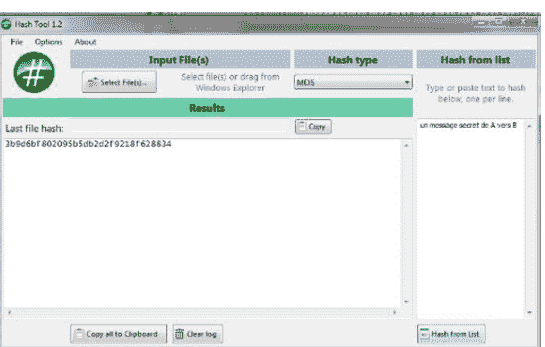 Hash Tool 1.2
File Options About
Input File(s) Hash type Hash from list
#
Select File(s)... Select file(s) or drag from Windows Explorer
MD5
Type or paste text to hash below, one per line.
Results
Last file hash: Copy
un message secret de A vers B
3b9d6bf802095b5db2d2f9218f628834
Copy all to Clipboard Clear log Hash from List